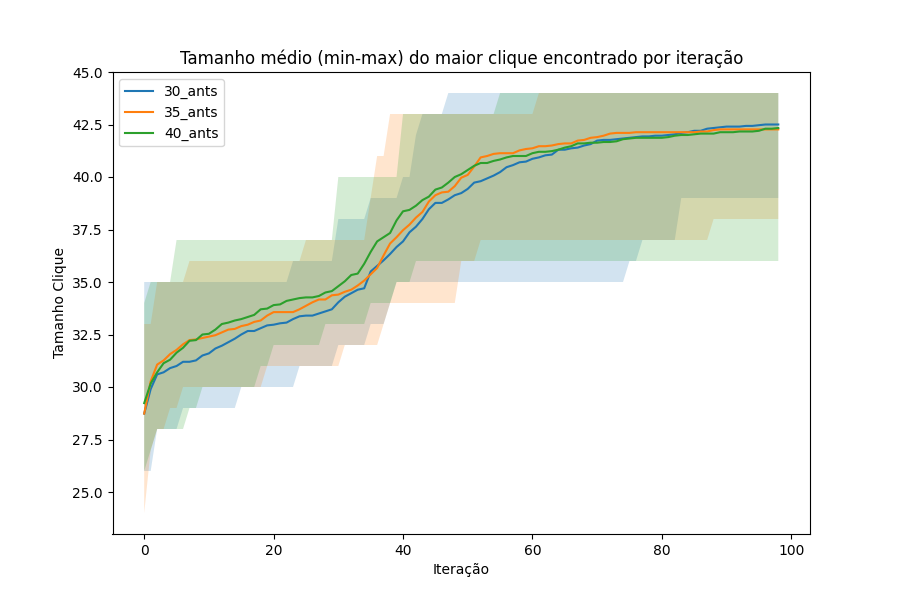 Tamanho médio (min-max) do maior clique encontrado por iteração
45.0
42.5
40.0
37.5
35.0
32.5
30.0
27.5
25.0
Tamanho Clique
30_ants
35_ants
40_ants
0 20 40 60 80 100
Iteração